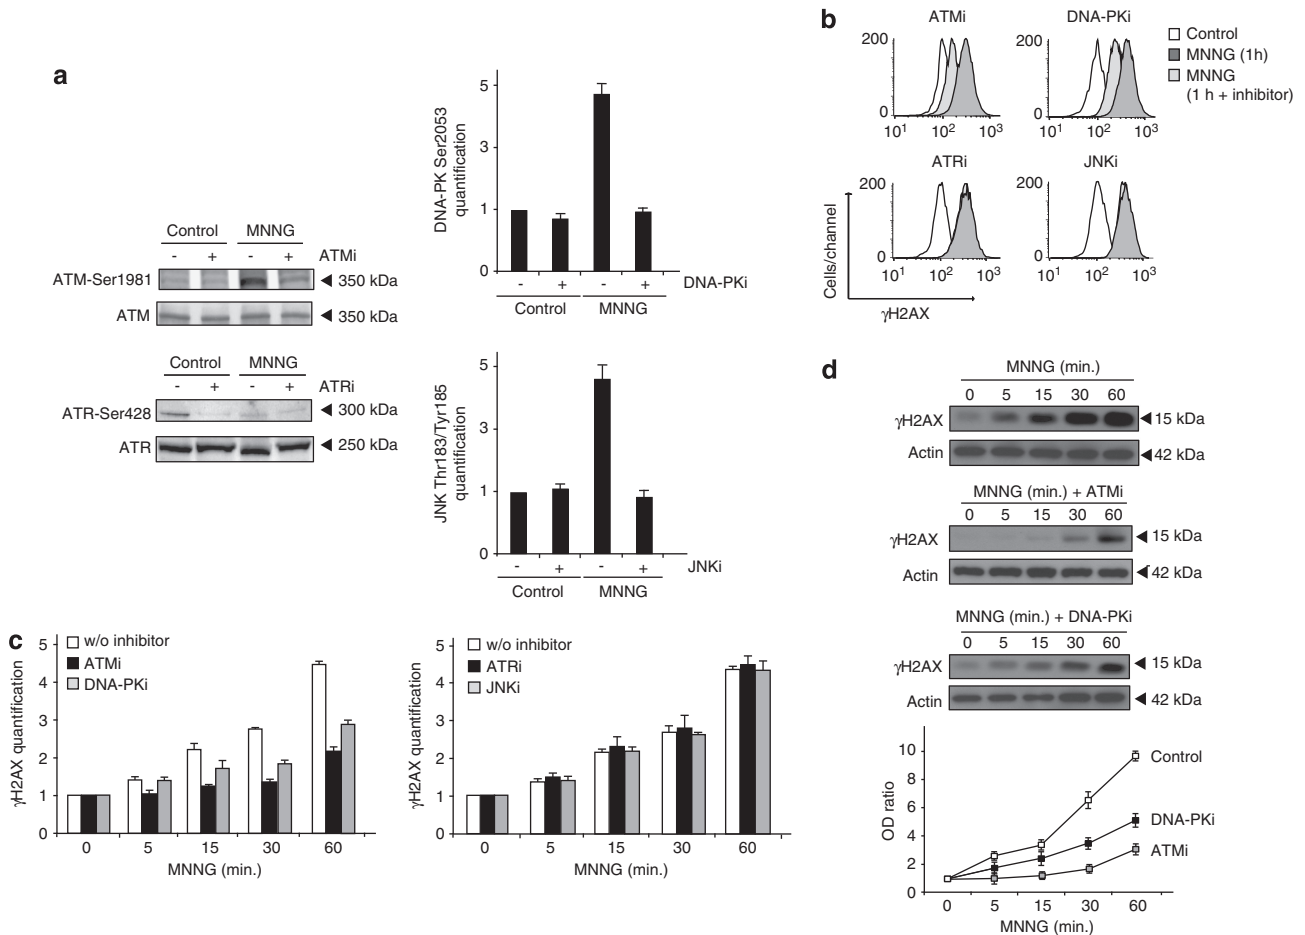 a
Control MNNG
- + - + ATMi
ATM-Ser1981 ◄ 350 kDa
ATM ◄ 350 kDa
Control MNNG
- + - + ATRi
ATR-Ser428 ◄ 300 kDa
ATR ◄ 250 kDa
DNA-PK Ser2053
quantification
5
3
1
0
- + - + DNA-PKi
Control MNNG
JNK Thr183/Tyr185
quantification
5
3
1
0
- + - + JNKi
Control MNNG
b
ATMi DNA-PKi
200 200
0 0
10¹ 10² 10³ 10¹ 10² 10³
Control
MNNG (1h)
MNNG
(1 h + inhibitor)
ATRi JNKi
200 200
0 0
10¹ 10² 10³ 10¹ 10² 10³
Cells/channel
γH2AX
c
γH2AX quantification
5
4
3
2
1
0
w/o inhibitor
ATMi
DNA-PKi
0 5 15 30 60
MNNG (min.)
γH2AX quantification
5
4
3
2
1
0
w/o inhibitor
ATRi
JNKi
0 5 15 30 60
MNNG (min.)
d
MNNG (min.)
0 5 15 30 60
γH2AX ◄ 15 kDa
Actin ◄ 42 kDa
MNNG (min.) + ATMi
0 5 15 30 60
γH2AX ◄ 15 kDa
Actin ◄ 42 kDa
MNNG (min.) + DNA-PKi
0 5 15 30 60
γH2AX ◄ 15 kDa
Actin ◄ 42 kDa
OD ratio
10
8
6
4
2
0
Control
DNA-PKi
ATMi
0 5 15 30 60
MNNG (min.)